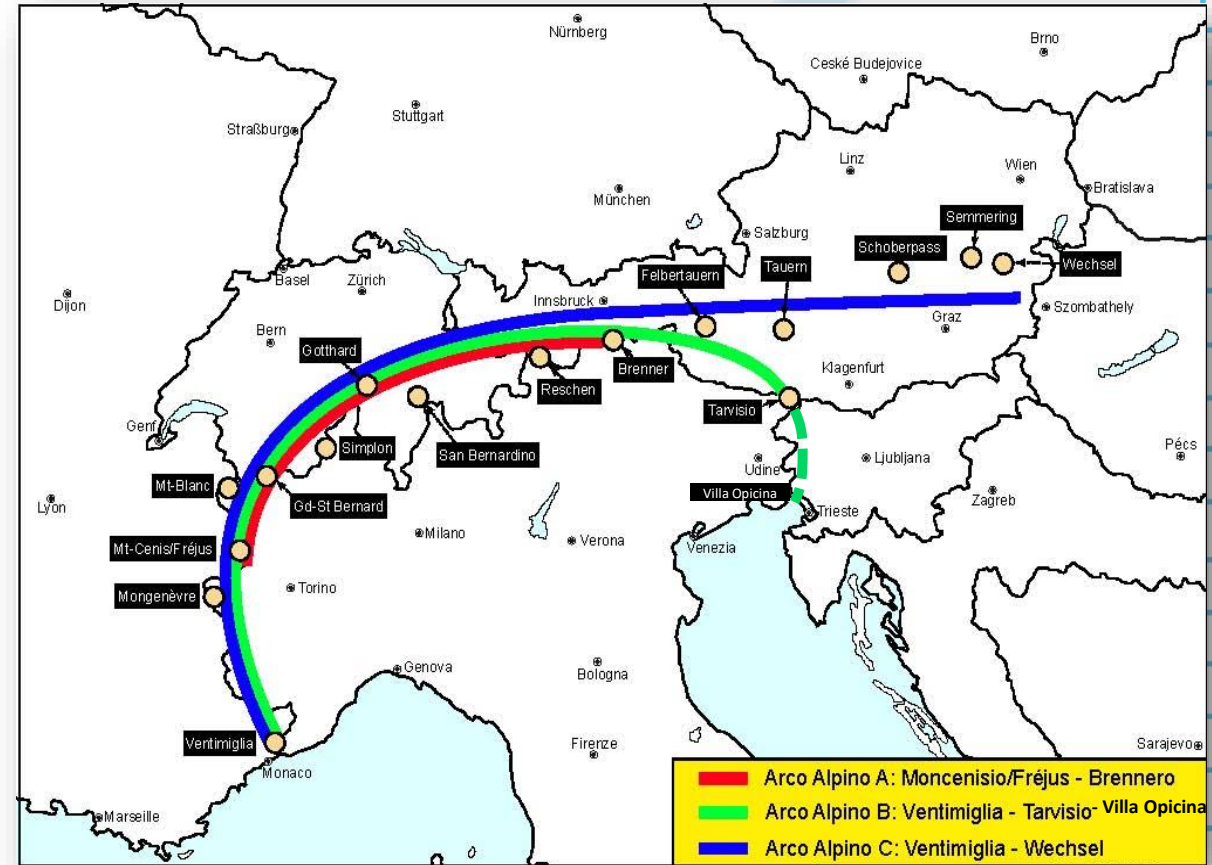 Nürnberg
Brno
Ceské Budejovice
Stuttgart
Straßburg
Linz
Wien
München
Bratislava
Semmering
Salzburg
Schoberpass
Wechsel
Basel
Zürich
Felbertauern
Tauern
Dijon
Innsbruck
Szombathely
Bern
Graz
Gotthard
Brenner
Reschen
Klagenfurt
Tarvisio
Genf
Simplon
San Bernardino
Udine
Ljubljana
Pécs
Mt-Blanc
Gd-St Bernard
Villa Opicina
Zagreb
Lyon
Trieste
Milano
Verona
Venezia
Mt-Cenis/Fréjus
Torino
Mongenèvre
Genova
Bologna
Ventimiglia
Firenze
Sarajevo
Monaco
Marseille
Arco Alpino A: Moncenisio/Fréjus - Brennero
Arco Alpino B: Ventimiglia - Tarvisio- Villa Opicina
Arco Alpino C: Ventimiglia - Wechsel